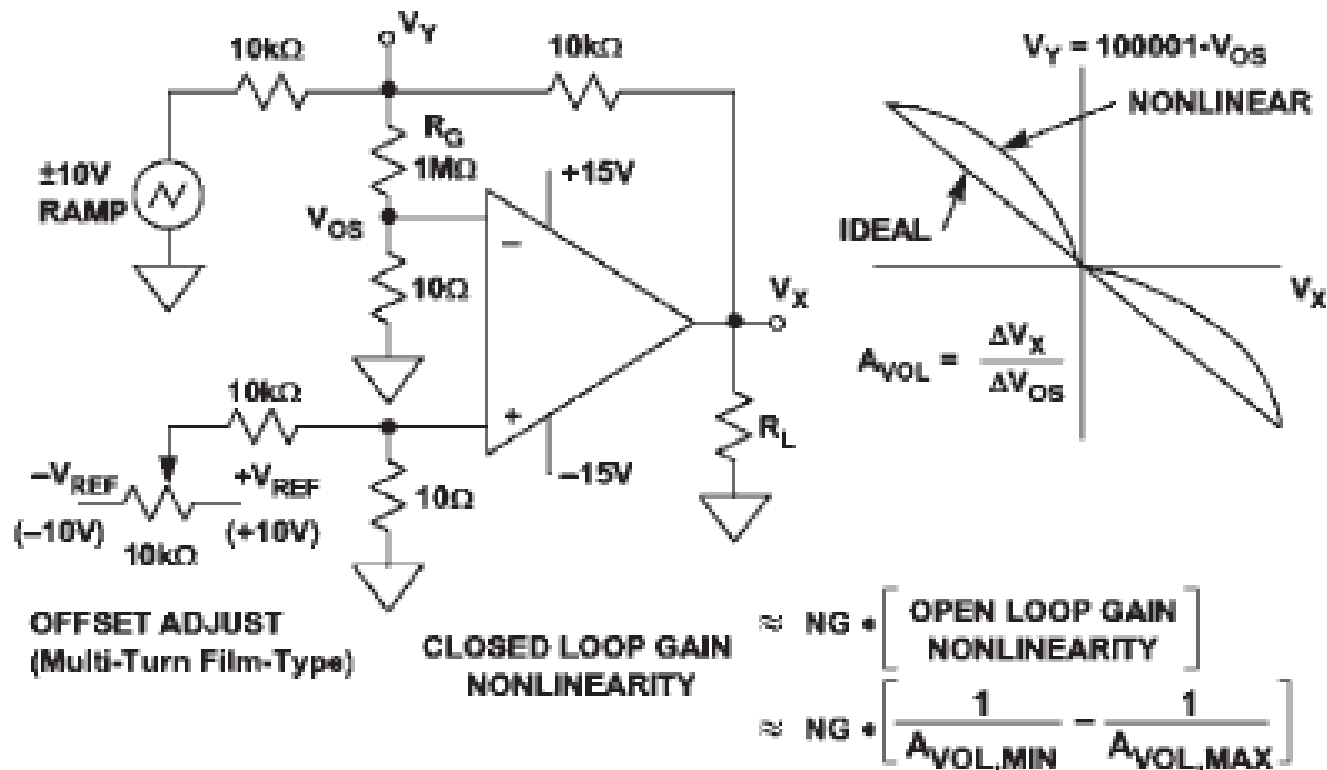 V_Y
10kΩ
10kΩ
R_G
1MΩ
±10V
RAMP
+15V
V_OS
−
10Ω
V_X
10kΩ
+
–15V
R_L
–V_REF
+V_REF
(–10V)
(+10V)
10kΩ
10Ω
OFFSET ADJUST
(Multi-Turn Film-Type)
V_Y = 100001•V_OS
NONLINEAR
IDEAL
V_X
A_VOL = ΔV_X / ΔV_OS
CLOSED LOOP GAIN
NONLINEARITY
≈ NG • [OPEN LOOP GAIN
NONLINEARITY]
≈ NG • [1 / A_VOL,MIN – 1 / A_VOL,MAX]